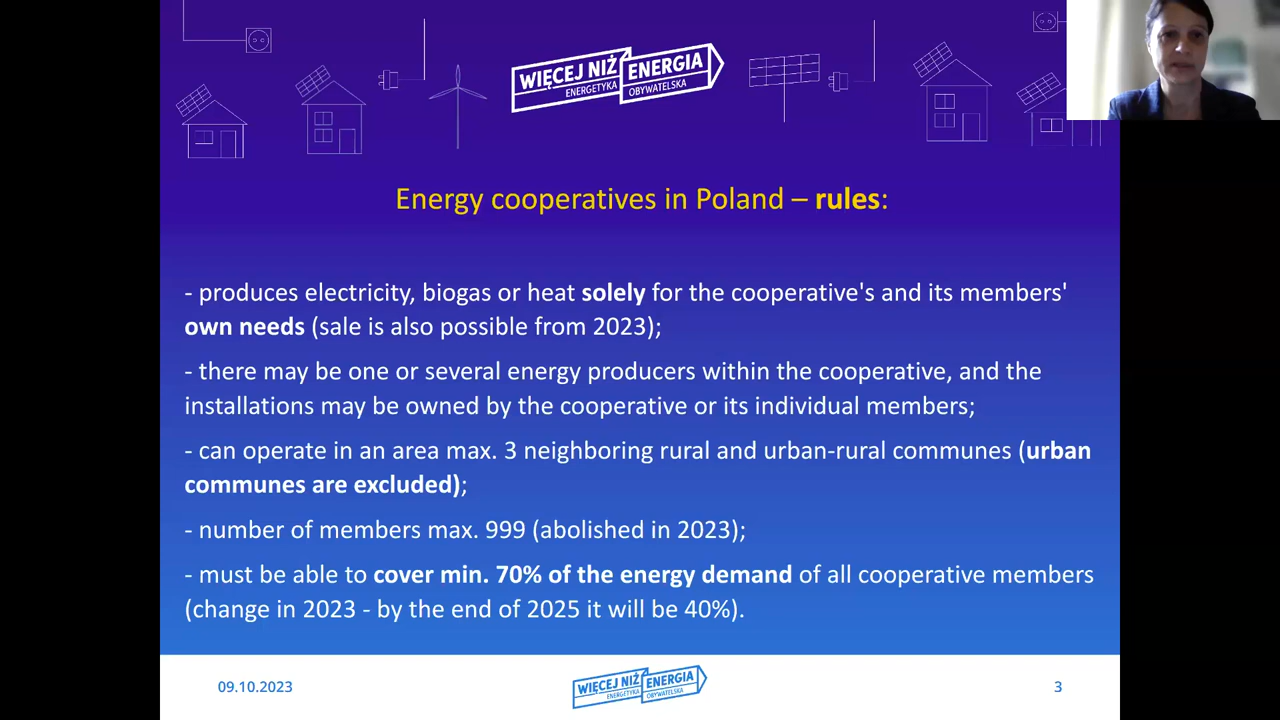 WIĘCEJ NIŻ ENERGIA
ENERGETYKA OBYWATELSKA
Energy cooperatives in Poland – rules:
- produces electricity, biogas or heat solely for the cooperative's and its members'
own needs (sale is also possible from 2023);
- there may be one or several energy producers within the cooperative, and the
installations may be owned by the cooperative or its individual members;
- can operate in an area max. 3 neighboring rural and urban-rural communes (urban
communes are excluded);
- number of members max. 999 (abolished in 2023);
- must be able to cover min. 70% of the energy demand of all cooperative members
(change in 2023 - by the end of 2025 it will be 40%).
09.10.2023
WIĘCEJ NIŻ ENERGIA
ENERGETYKA OBYWATELSKA
3